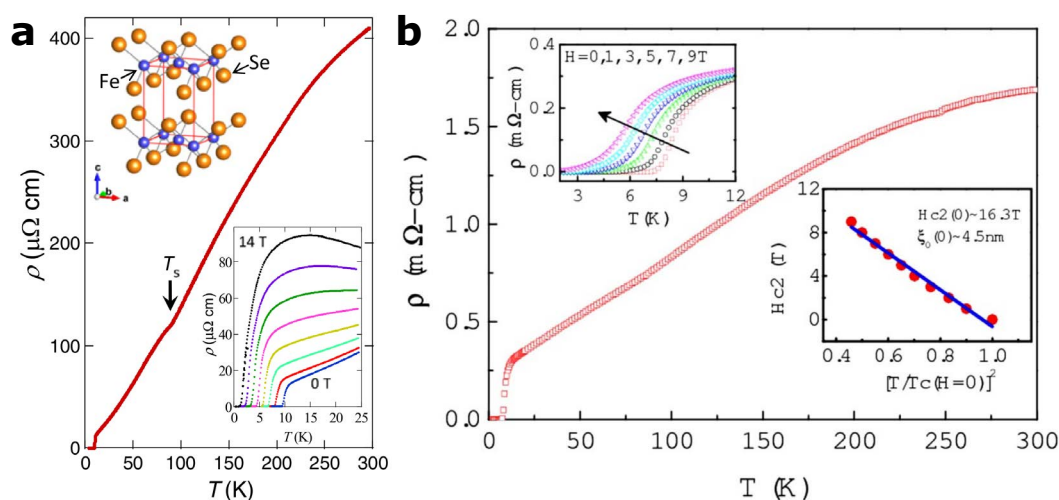 a
400
300
200
100
0
ρ (μΩ cm)
Fe
Se
c
b
a
Ts
14 T
0 T
80
60
40
20
0
ρ (μΩ cm)
0 5 10 15 20 25
T (K)
0 50 100 150 200 250 300
T (K)
b
2.0
1.5
1.0
0.5
0.0
ρ (m Ω-cm)
H=0,1,3,5,7,9T
0.4
0.2
0.0
ρ (m Ω-cm)
3 6 9 12
T (K)
12
8
4
0
Hc2 (T)
Hc2(0)~16.3T
ξ0(0)~4.5nm
0.4 0.6 0.8 1.0
[T/Tc(H=0)]2
0 50 100 150 200 250 300
T (K)